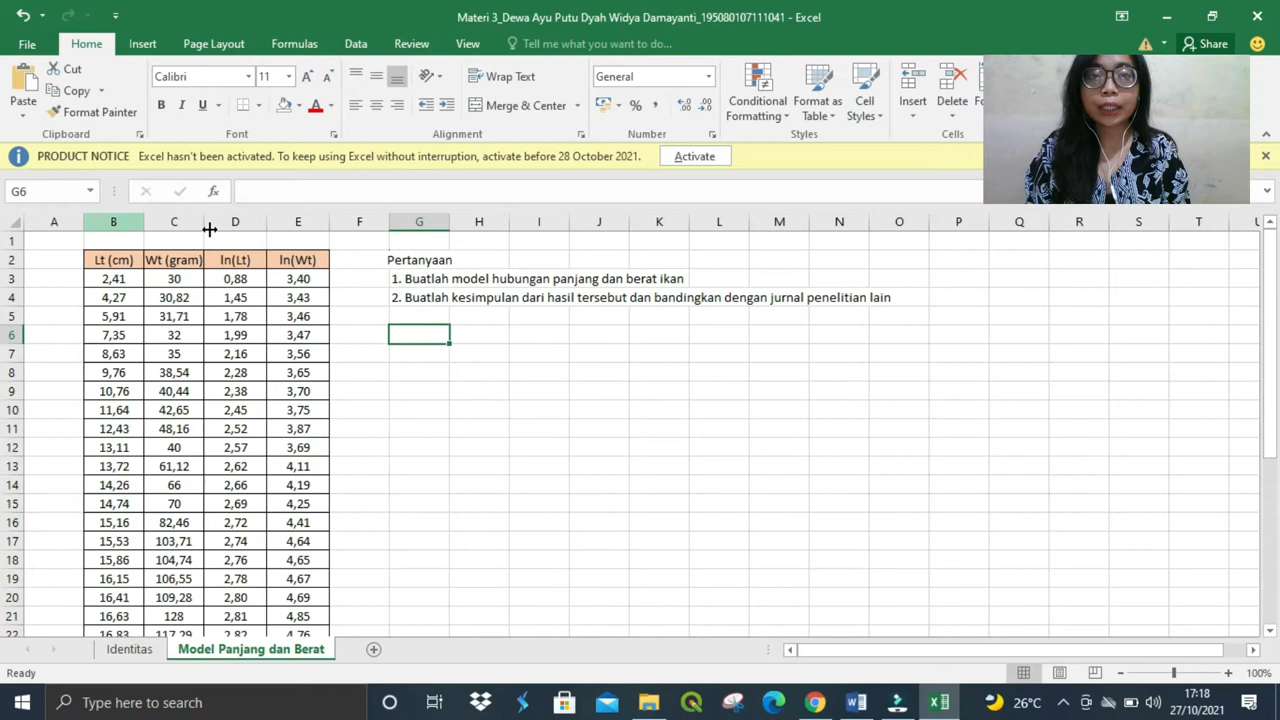 Materi 3_Dewa Ayu Putu Dyah Widya Damayanti_195080107111041 - Excel
File Home Insert Page Layout Formulas Data Review View Tell me what you want to do... Share
Paste Cut Copy Format Painter
Calibri 11
B I U A
Wrap Text Merge & Center
General
%
Conditional Formatting Format as Table Cell Styles Insert Delete
Clipboard Font Alignment Number Styles Cells
PRODUCT NOTICE Excel hasn't been activated. To keep using Excel without interruption, activate before 28 October 2021. Activate
G6 fx
A B C D E F G H I J K L M N O P Q R S T U
1
2 Lt (cm) Wt (gram) ln(Lt) ln(Wt) Pertanyaan
3 2,41 30 0,88 3,40 1. Buatlah model hubungan panjang dan berat ikan
4 4,27 30,82 1,45 3,43 2. Buatlah kesimpulan dari hasil tersebut dan bandingkan dengan jurnal penelitian lain
5 5,91 31,71 1,78 3,46
6 7,35 32 1,99 3,47
7 8,63 35 2,16 3,56
8 9,76 38,54 2,28 3,65
9 10,76 40,44 2,38 3,70
10 11,64 42,65 2,45 3,75
11 12,43 48,16 2,52 3,87
12 13,11 40 2,57 3,69
13 13,72 61,12 2,62 4,11
14 14,26 66 2,66 4,19
15 14,74 70 2,69 4,25
16 15,16 82,46 2,72 4,41
17 15,53 103,71 2,74 4,64
18 15,86 104,74 2,76 4,65
19 16,15 106,55 2,78 4,67
20 16,41 109,28 2,80 4,69
21 16,63 128 2,81 4,85
22 16,83 117,29 2,82 4,76
Identitas Model Panjang dan Berat
Ready 100%
Type here to search 26°C 17:18
27/10/2021